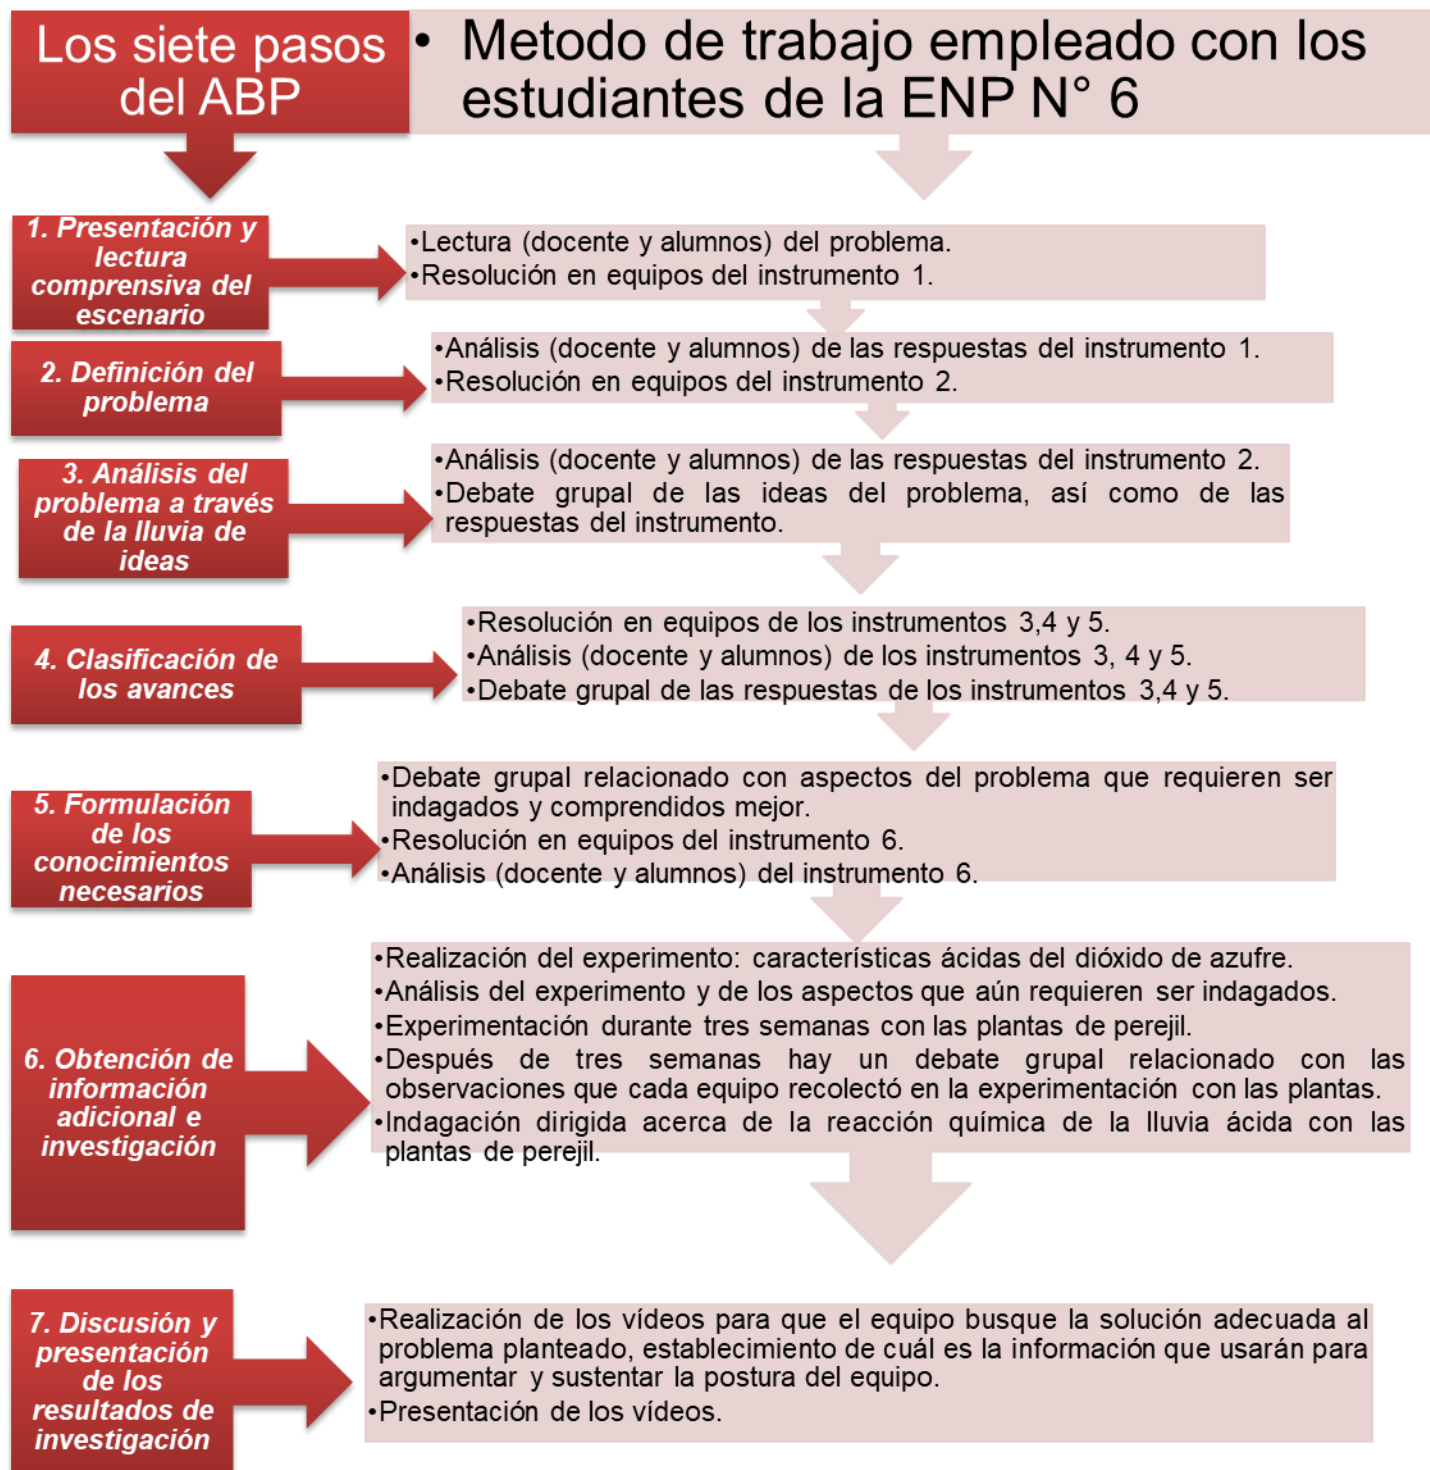 Los siete pasos
del ABP
• Metodo de trabajo empleado con los
estudiantes de la ENP N° 6
1. Presentación y
lectura
comprensiva del
escenario
•Lectura (docente y alumnos) del problema.
•Resolución en equipos del instrumento 1.
2. Definición del
problema
•Análisis (docente y alumnos) de las respuestas del instrumento 1.
•Resolución en equipos del instrumento 2.
3. Análisis del
problema a través
de la lluvia de
ideas
•Análisis (docente y alumnos) de las respuestas del instrumento 2.
•Debate grupal de las ideas del problema, así como de las
respuestas del instrumento.
4. Clasificación de
los avances
•Resolución en equipos de los instrumentos 3,4 y 5.
•Análisis (docente y alumnos) de los instrumentos 3, 4 y 5.
•Debate grupal de las respuestas de los instrumentos 3,4 y 5.
5. Formulación
de los
conocimientos
necesarios
•Debate grupal relacionado con aspectos del problema que requieren ser
indagados y comprendidos mejor.
•Resolución en equipos del instrumento 6.
•Análisis (docente y alumnos) del instrumento 6.
6. Obtención de
información
adicional e
investigación
•Realización del experimento: características ácidas del dióxido de azufre.
•Análisis del experimento y de los aspectos que aún requieren ser indagados.
•Experimentación durante tres semanas con las plantas de perejil.
•Después de tres semanas hay un debate grupal relacionado con las
observaciones que cada equipo recolectó en la experimentación con las plantas.
•Indagación dirigida acerca de la reacción química de la lluvia ácida con las
plantas de perejil.
7. Discusión y
presentación
de los
resultados de
investigación
•Realización de los vídeos para que el equipo busque la solución adecuada al
problema planteado, establecimiento de cuál es la información que usarán para
argumentar y sustentar la postura del equipo.
•Presentación de los vídeos.